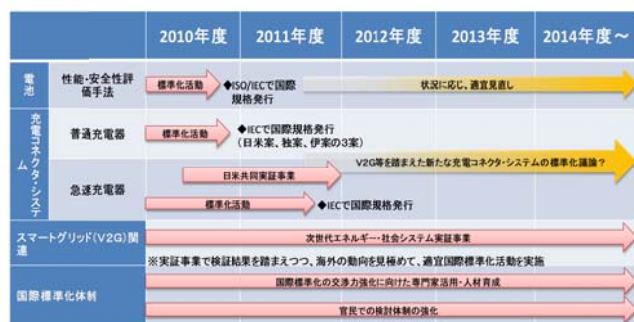 2010年度 2011年度 2012年度 2013年度 2014年度～
電池
性能・安全性評
価手法
標準化活動
◆ISO/IECで国際
規格発行
状況に応じ、適宜見直し
充電コネクタ・システム
普通充電器
標準化活動
◆IECで国際規格発行
(日米案、独案、伊案の3案)
V2G等を踏まえた新たな充電コネクタ・システムの標準化議論？
急速充電器
日米共同実証事業
標準化活動
◆IECで国際規格発行
スマートグリッド(V2G)関
連
次世代エネルギー・社会システム実証事業
※実証事業で検証結果を踏まえつつ、海外の動向を見極めて、適宜国際標準化活動を実施
国際標準化体制
国際標準化の交渉力強化に向けた専門家活用・人材育成
官民での検討体制の強化